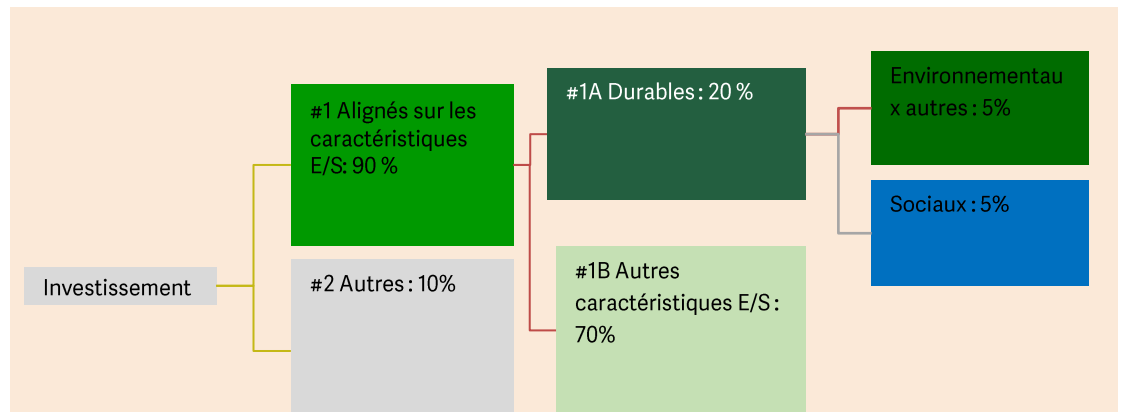 Investissement
#1 Alignés sur les
caractéristiques
E/S: 90 %
#2 Autres : 10%
#1A Durables : 20 %
#1B Autres
caractéristiques E/S :
70%
Environnementau
x autres : 5%
Sociaux : 5%